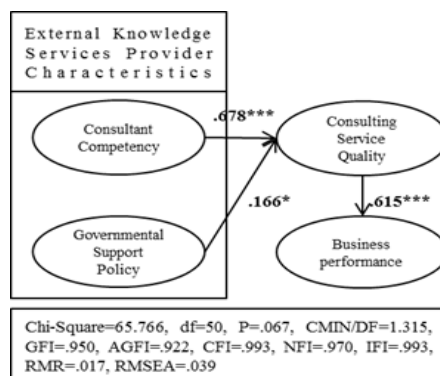 External Knowledge
Services Provider
Characteristics
Consultant
Competency
.678***
Consulting
Service
Quality
.166*
.615***
Governmental
Support
Policy
Business
performance
Chi-Square=65.766, df=50, P=.067, CMIN/DF=1.315,
GFI=.950, AGFI=.922, CFI=.993, NFI=.970, IFI=.993,
RMR=.017, RMSEA=.039